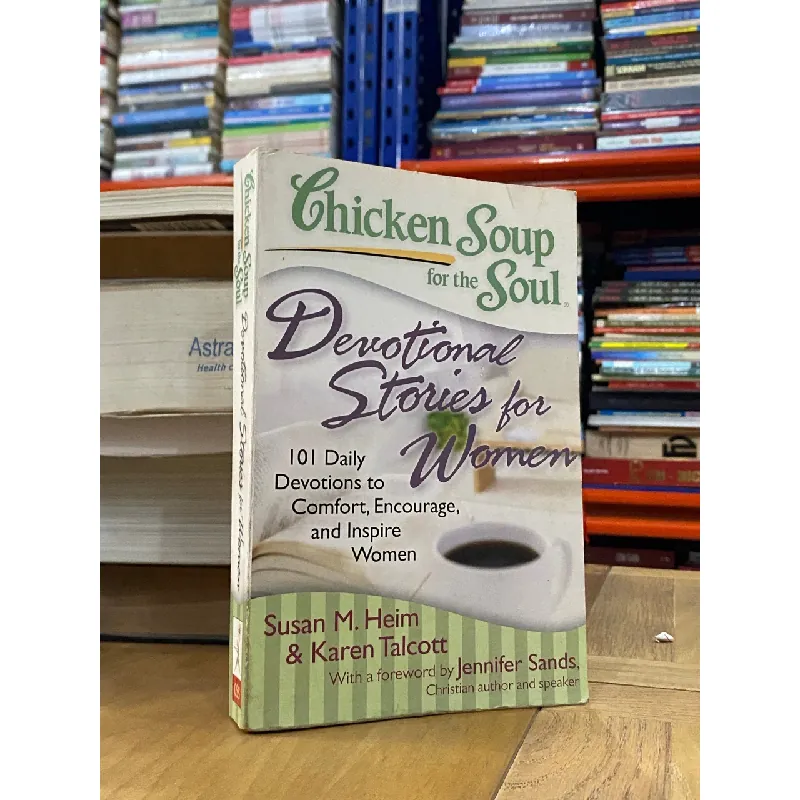 Chicken Soup
for the Soul
Devotional
Stories for
Women
101 Daily
Devotions to
Comfort, Encourage,
and Inspire
Women
Susan M. Heim
& Karen Talcott
With a foreword by Jennifer Sands,
Christian author and speaker
Chicken Soup for the Soul Devotional Stories for Women
Astra
Health c